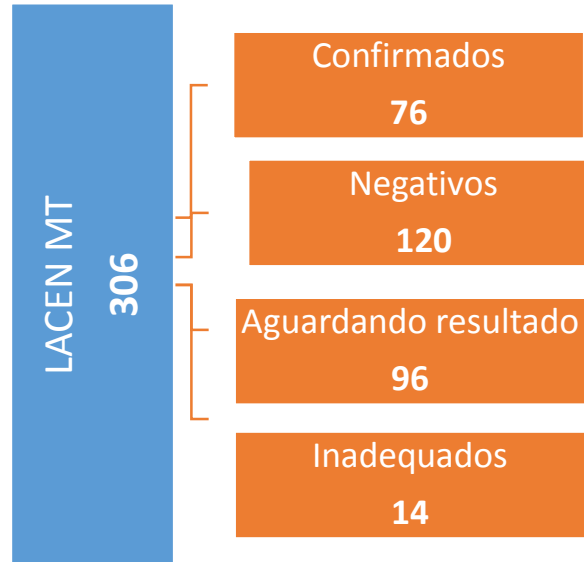 LACEN MT
306
Confirmados
76
Negativos
120
Aguardando resultado
96
Inadequados
14